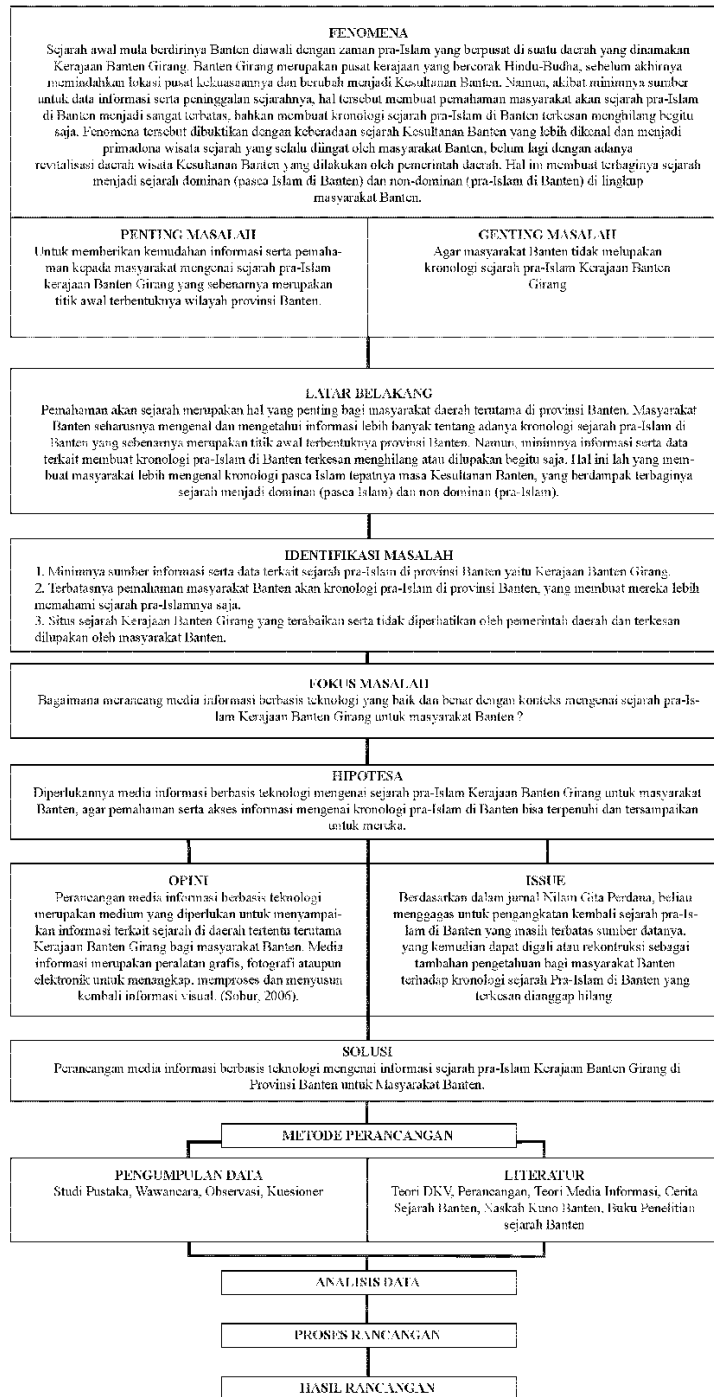 FENOMENA
Sejarah awal mula berdirinya Banten diawali dengan zaman pra-Islam yang berpusat di suatu daerah yang dinamakan
Kerajaan Banten Girang. Banten Girang merupakan pusat kerajaan yang bercorak Hindu-Budha, sebelum akhirnya
memindahkan lokasi pusat kekuasaannya dan berubah menjadi Kesultanan Banten. Namun, akibat minimnya sumber
untuk data informasi serta peninggalan sejarahnya, hal tersebut membuat pemahaman masyarakat akan sejarah pra-Islam
di Banten menjadi sangat terbatas, bahkan membuat kronologi sejarah pra-Islam di Banten terkesan menghilang begitu
saja. Fenomena tersebut dibuktikan dengan keberadaan sejarah Kesultanan Banten yang lebih dikenal dan menjadi
primadona wisata sejarah yang selalu diingat oleh masyarakat Banten, belum lagi dengan adanya
revitalisasi daerah wisata Kesultanan Banten yang dilakukan oleh pemerintah daerah. Hal ini membuat terbaginya sejarah
menjadi sejarah dominan (pasca Islam di Banten) dan non-dominan (pra-Islam di Banten) di lingkup
masyarakat Banten.
PENTING MASALAH
Untuk memberikan kemudahan informasi serta pema-
haman kepada masyarakat mengenai sejarah pra-Islam
kerajaan Banten Girang yang sebenarnya merupakan
titik awal terbentuknya wilayah provinsi Banten.
GENTING MASALAH
Agar masyarakat Banten tidak melupakan
kronologi sejarah pra-Islam Kerajaan Banten
Girang
LATAR BELAKANG
Pemahaman akan sejarah merupakan hal yang penting bagi masyarakat daerah terutama di provinsi Banten. Masyarakat
Banten seharusnya mengenal dan mengetahui informasi lebih banyak tentang adanya kronologi sejarah pra-Islam di
Banten yang sebenarnya merupakan titik awal terbentuknya provinsi Banten. Namun, minimnya informasi serta data
terkait membuat kronologi pra-Islam di Banten terkesan menghilang atau dilupakan begitu saja. Hal ini lah yang mem-
buat masyarakat lebih mengenal kronologi pasca Islam tepatnya masa Kesultanan Banten, yang berdampak terbaginya
sejarah menjadi dominan (pasca Islam) dan non dominan (pra-Islam).
IDENTIFIKASI MASALAH
1. Minimnya sumber informasi serta data terkait sejarah pra-Islam di provinsi Banten yaitu Kerajaan Banten Girang.
2. Terbatasnya pemahaman masyarakat Banten akan kronologi pra-Islam di provinsi Banten, yang membuat mereka lebih
memahami sejarah pra-Islamnya saja.
3. Situs sejarah Kerajaan Banten Girang yang terabaikan serta tidak diperhatikan oleh pemerintah daerah dan terkesan
dilupakan oleh masyarakat Banten.
FOKUS MASALAH
Bagaimana merancang media informasi berbasis teknologi yang baik dan benar dengan konteks mengenai sejarah pra-Is-
lam Kerajaan Banten Girang untuk masyarakat Banten ?
HIPOTESA
Diperlukannya media informasi berbasis teknologi mengenai sejarah pra-Islam Kerajaan Banten Girang untuk masyarakat
Banten, agar pemahaman serta akses informasi mengenai kronologi pra-Islam di Banten bisa terpenuhi dan tersampaikan
untuk mereka.
OPINI
Perancangan media informasi berbasis teknologi
merupakan medium yang diperlukan untuk menyampai-
kan informasi terkait sejarah di daerah tertentu terutama
Kerajaan Banten Girang bagi masyarakat Banten. Media
informasi merupakan peralatan grafis, fotografi ataupun
elektronik untuk menangkap, memproses dan menyusun
kembali informasi visual. (Sobur, 2006).
ISSUE
Berdasarkan dalam jurnal Nilam Gita Perdana, beliau
menggagas untuk pengangkatan kembali sejarah pra-Is-
lam di Banten yang masih terbatas sumber datanya,
yang kemudian dapat digali atau rekontruksi sebagai
tambahan pengetahuan bagi masyarakat Banten
terhadap kronologi sejarah Pra-Islam di Banten yang
terkesan dianggap hilang
SOLUSI
Perancangan media informasi berbasis teknologi mengenai informasi sejarah pra-Islam Kerajaan Banten Girang di
Provinsi Banten untuk Masyarakat Banten.
METODE PERANCANGAN
PENGUMPULAN DATA
Studi Pustaka, Wawancara, Observasi, Kuesioner
LITERATUR
Teori DKV, Perancangan, Teori Media Informasi, Cerita
Sejarah Banten, Naskah Kuno Banten, Buku Penelitian
sejarah Banten
ANALISIS DATA
PROSES RANCANGAN
HASIL RANCANGAN